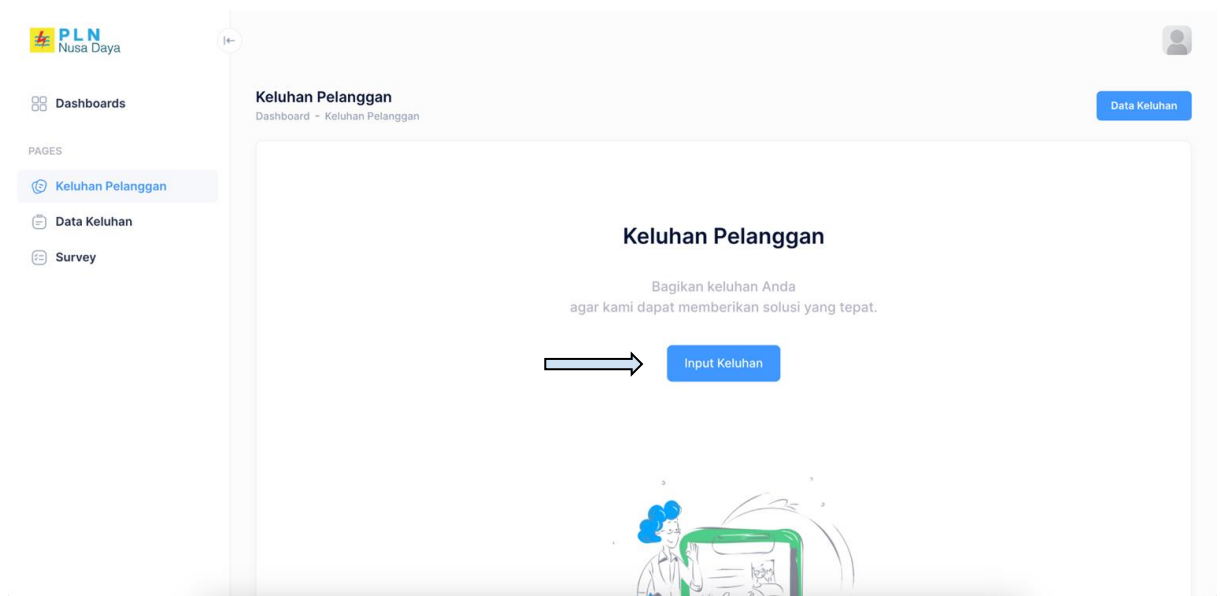 PLN
Nusa Daya
Dashboards
PAGES
Keluhan Pelanggan
Data Keluhan
Survey
Keluhan Pelanggan
Dashboard - Keluhan Pelanggan
Data Keluhan
Keluhan Pelanggan
Bagikan keluhan Anda
agar kami dapat memberikan solusi yang tepat.
Input Keluhan